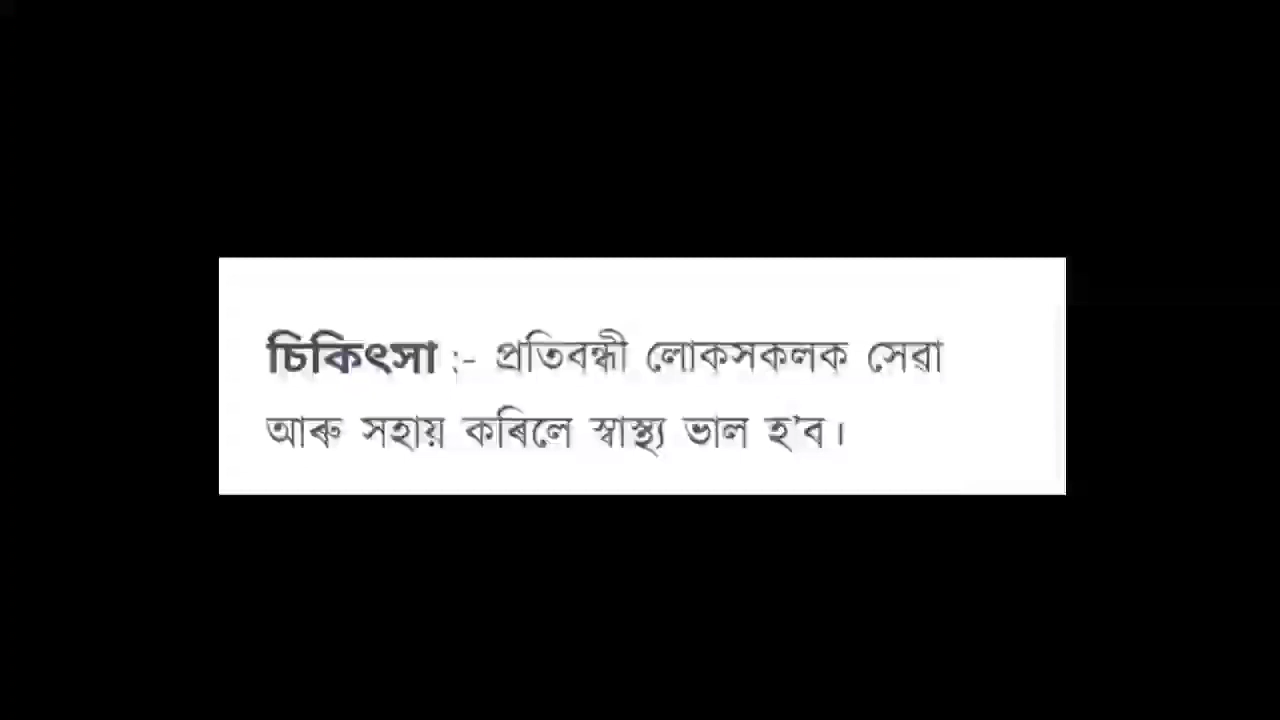 চিকিৎসা :- প্ৰতিবন্ধী লোকসকলক সেৱা
আৰু সহায় কৰিলে স্বাস্থ্য ভাল হ'ব।